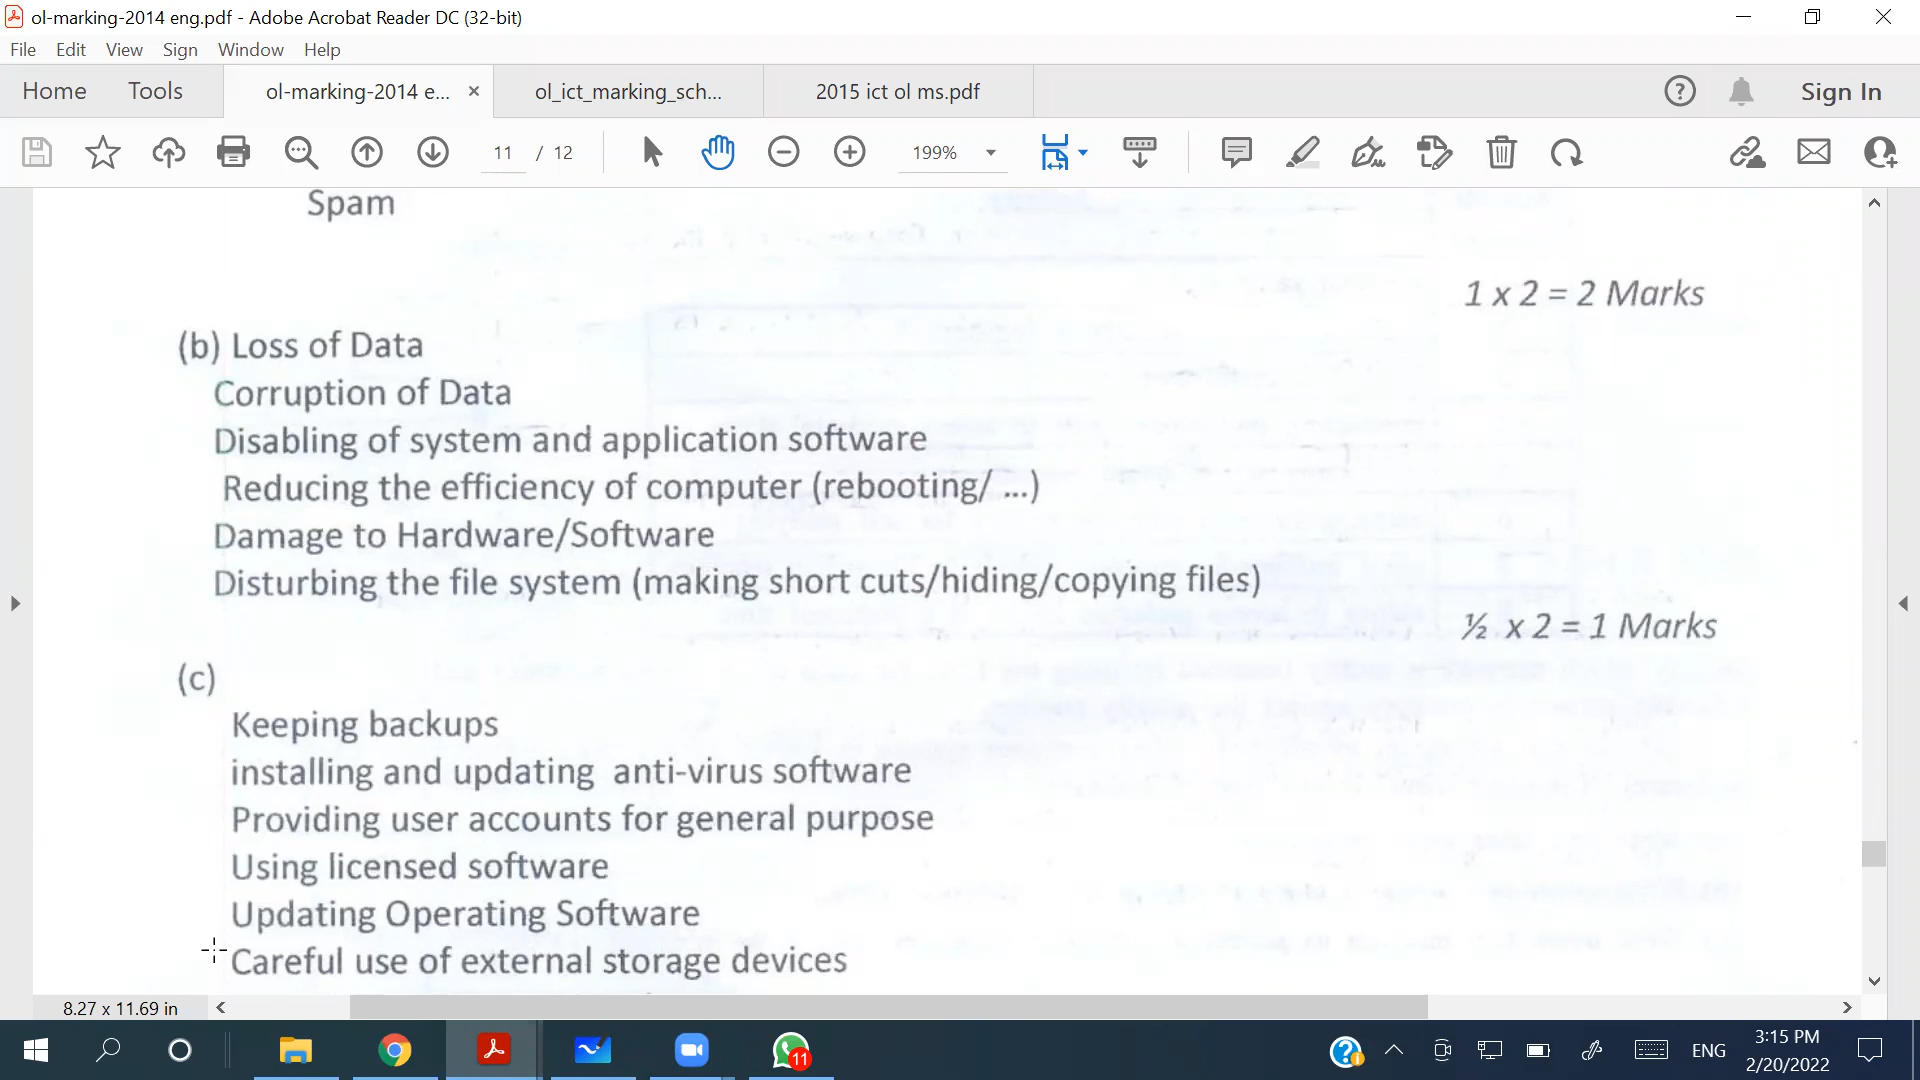 ol-marking-2014 eng.pdf - Adobe Acrobat Reader DC (32-bit)
File Edit View Sign Window Help
Home Tools ol-marking-2014 e... × ol_ict_marking_sch... 2015 ict ol ms.pdf Sign In
11 / 12 199%
Spam
1 x 2 = 2 Marks
(b) Loss of Data
Corruption of Data
Disabling of system and application software
Reducing the efficiency of computer (rebooting/ ...)
Damage to Hardware/Software
Disturbing the file system (making short cuts/hiding/copying files)
½ x 2 = 1 Marks
(c)
Keeping backups
installing and updating anti-virus software
Providing user accounts for general purpose
Using licensed software
Updating Operating Software
Careful use of external storage devices
8.27 x 11.69 in
11
ENG
3:15 PM
2/20/2022